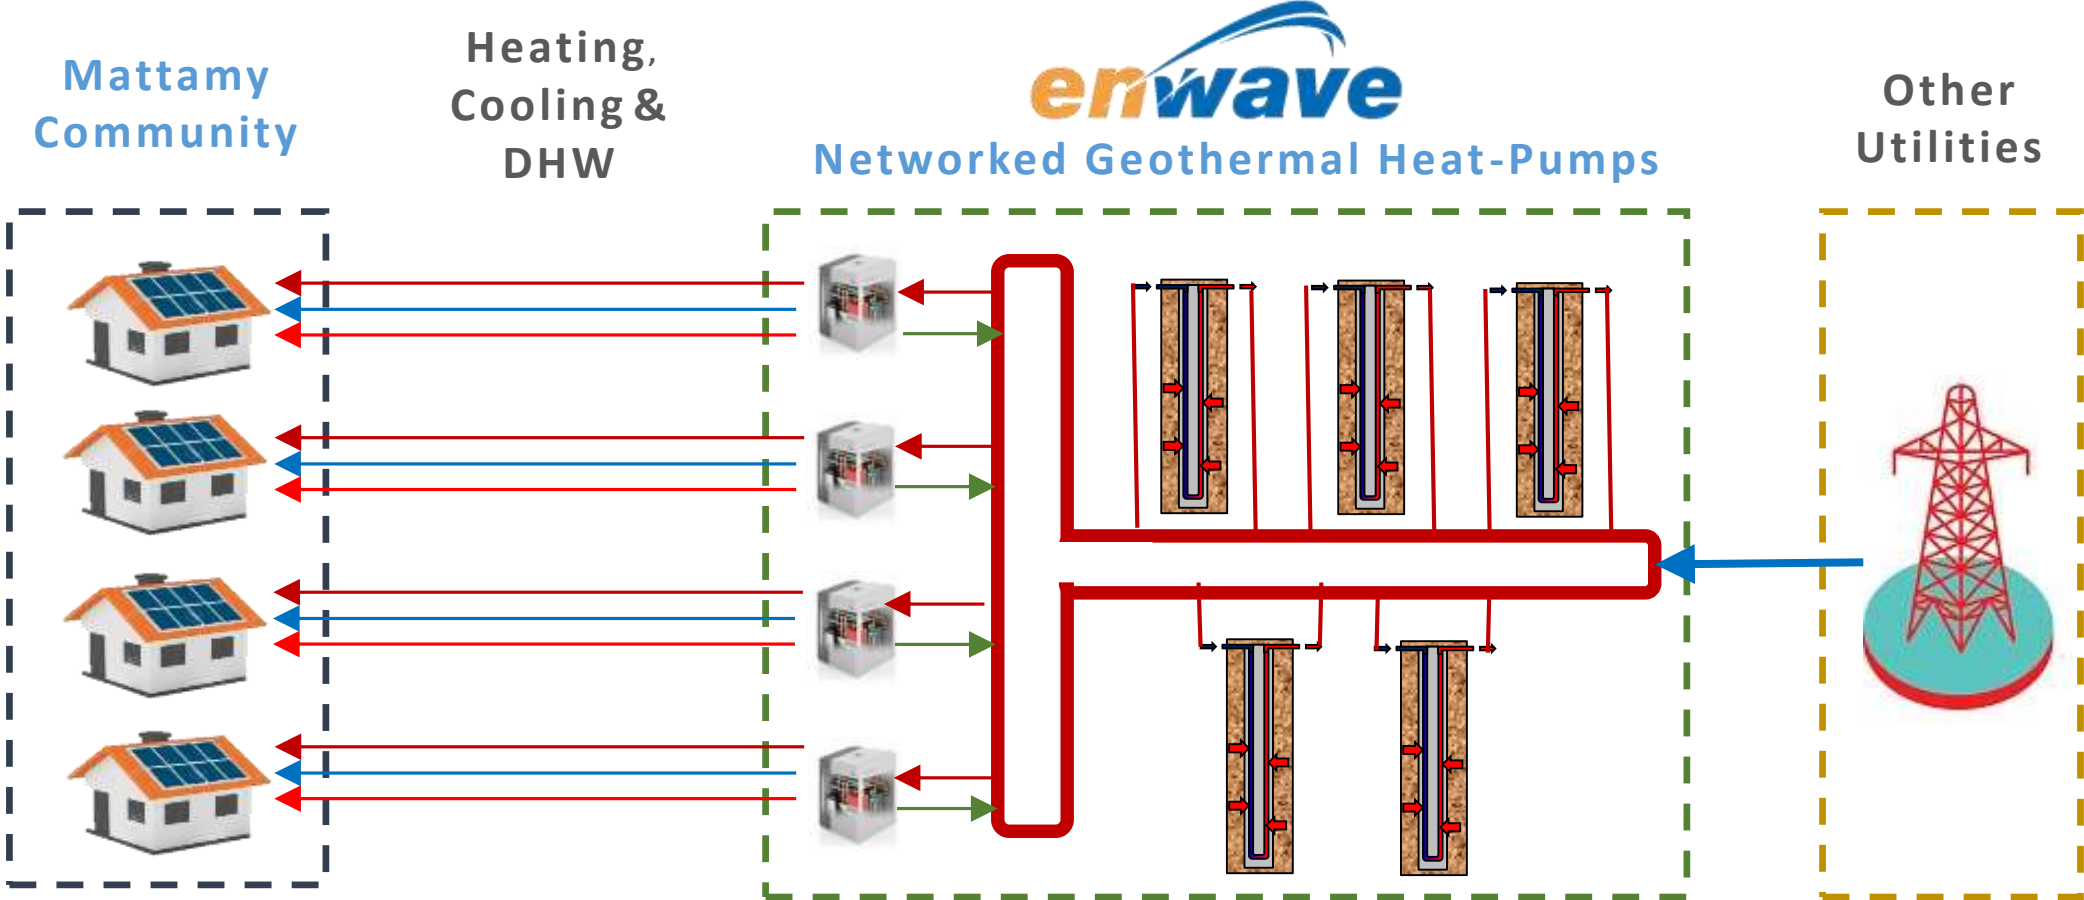 Mattamy
Community
Heating,
Cooling &
DHW
enwave
Networked Geothermal Heat-Pumps
Other
Utilities